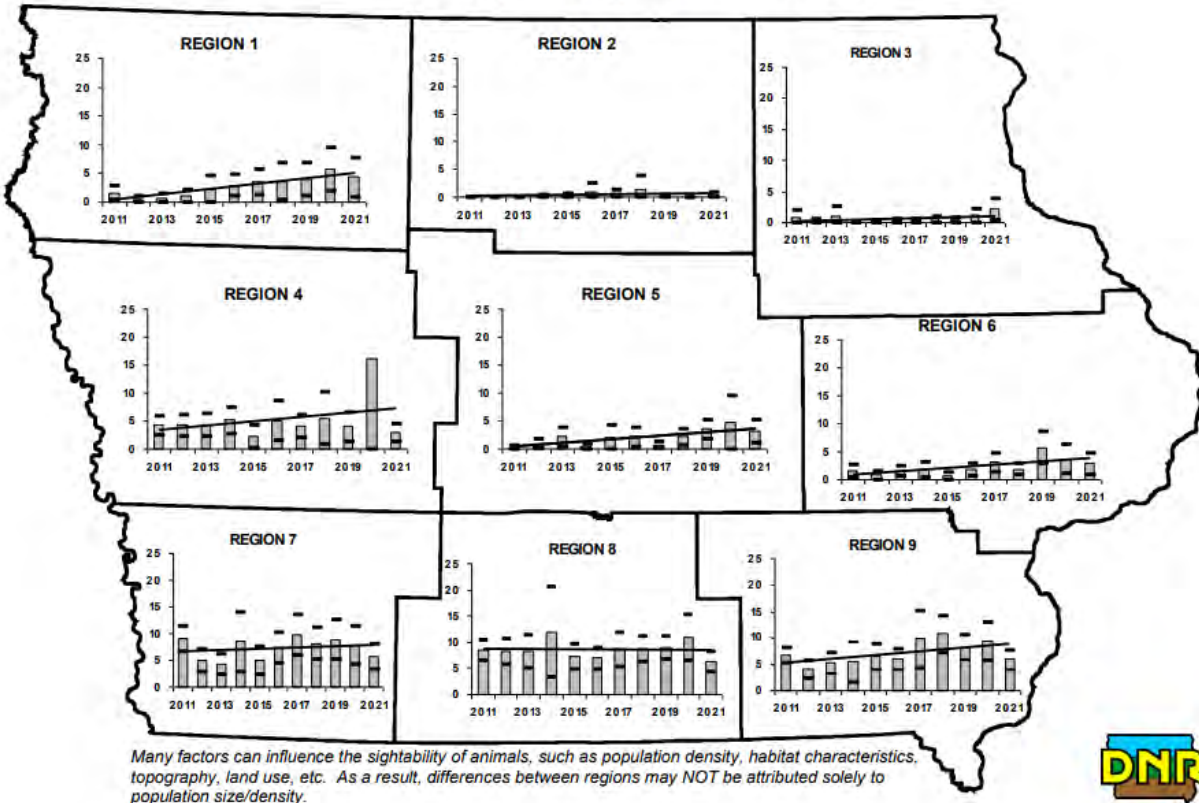 REGION 1
25
20
15
10
5
0
2011 2013 2015 2017 2019 2021
REGION 2
25
20
15
10
5
0
2011 2013 2015 2017 2019 2021
REGION 3
25
20
15
10
5
0
2011 2013 2015 2017 2019 2021
REGION 4
25
20
15
10
5
0
2011 2013 2015 2017 2019 2021
REGION 5
25
20
15
10
5
0
2011 2013 2015 2017 2019 2021
REGION 6
25
20
15
10
5
0
2011 2013 2015 2017 2019 2021
REGION 7
25
20
15
10
5
0
2011 2013 2015 2017 2019 2021
REGION 8
25
20
15
10
5
0
2011 2013 2015 2017 2019 2021
REGION 9
25
20
15
10
5
0
2011 2013 2015 2017 2019 2021
Many factors can influence the sightability of animals, such as population density, habitat characteristics,
topography, land use, etc. As a result, differences between regions may NOT be attributed solely to
population size/density.
DNR